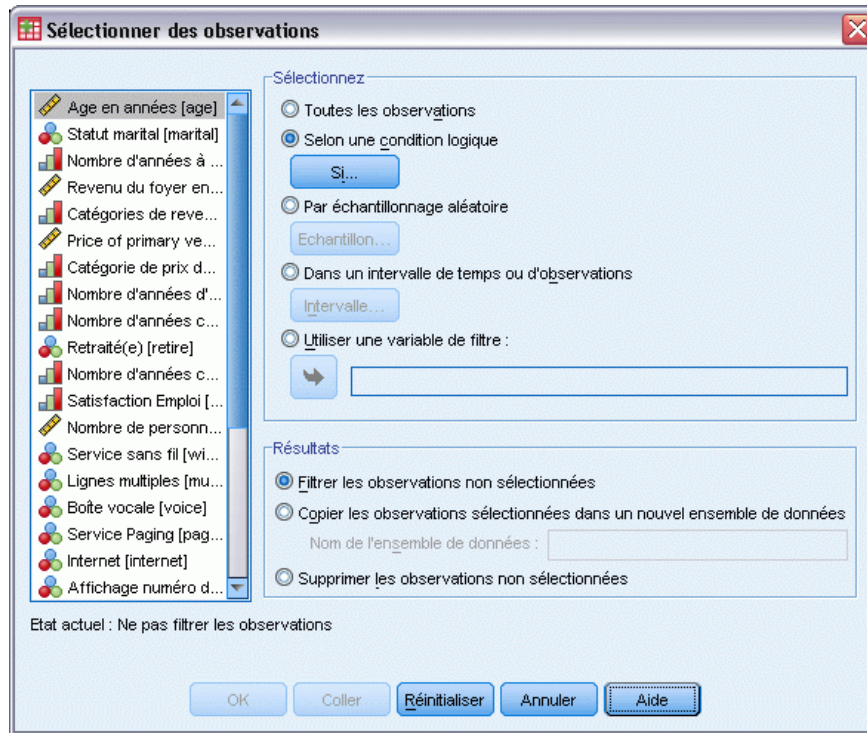 Sélectionner des observations
Age en années [age]
Statut marital [marital]
Nombre d'années à ...
Revenu du foyer en...
Catégories de reve...
Price of primary ve...
Catégorie de prix d...
Nombre d'années d'...
Nombre d'années c...
Retraité(e) [retire]
Nombre d'années c...
Satisfaction Emploi [...
Nombre de personn...
Service sans fil [wi...
Lignes multiples [mu...
Boîte vocale [voice]
Service Paging [pag...
Internet [internet]
Affichage numéro d...
Sélectionnez
Toutes les observations
Selon une condition logique
Si...
Par échantillonnage aléatoire
Echantillon...
Dans un intervalle de temps ou d'observations
Intervalle...
Utiliser une variable de filtre :
Résultats
Filtrer les observations non sélectionnées
Copier les observations sélectionnées dans un nouvel ensemble de données
Nom de l'ensemble de données :
Supprimer les observations non sélectionnées
Etat actuel : Ne pas filtrer les observations
OK
Coller
Réinitialiser
Annuler
Aide